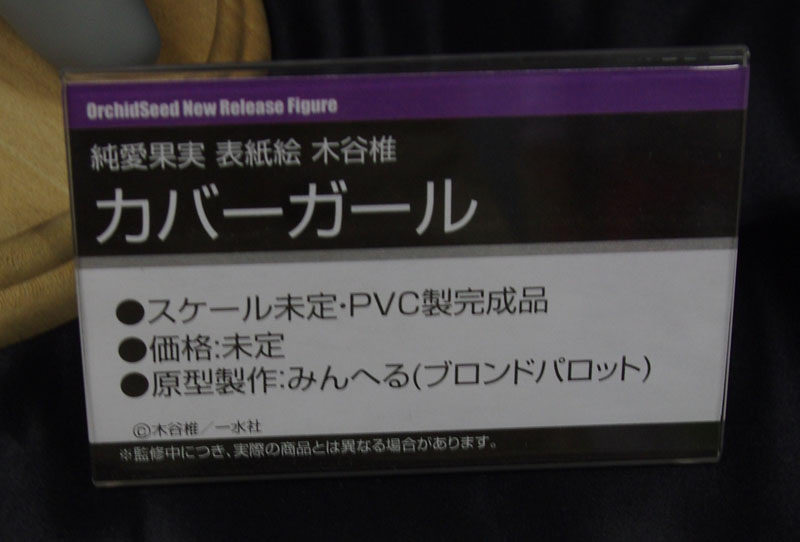 OrchidSeed New Release Figure
純愛果実 表紙絵 木谷椎
カバーガール
●スケール未定・PVC製完成品
●価格:未定
●原型製作:みんへる(ブロンドパロット)
©木谷椎／一水社
※監修中につき、実際の商品とは異なる場合があります。